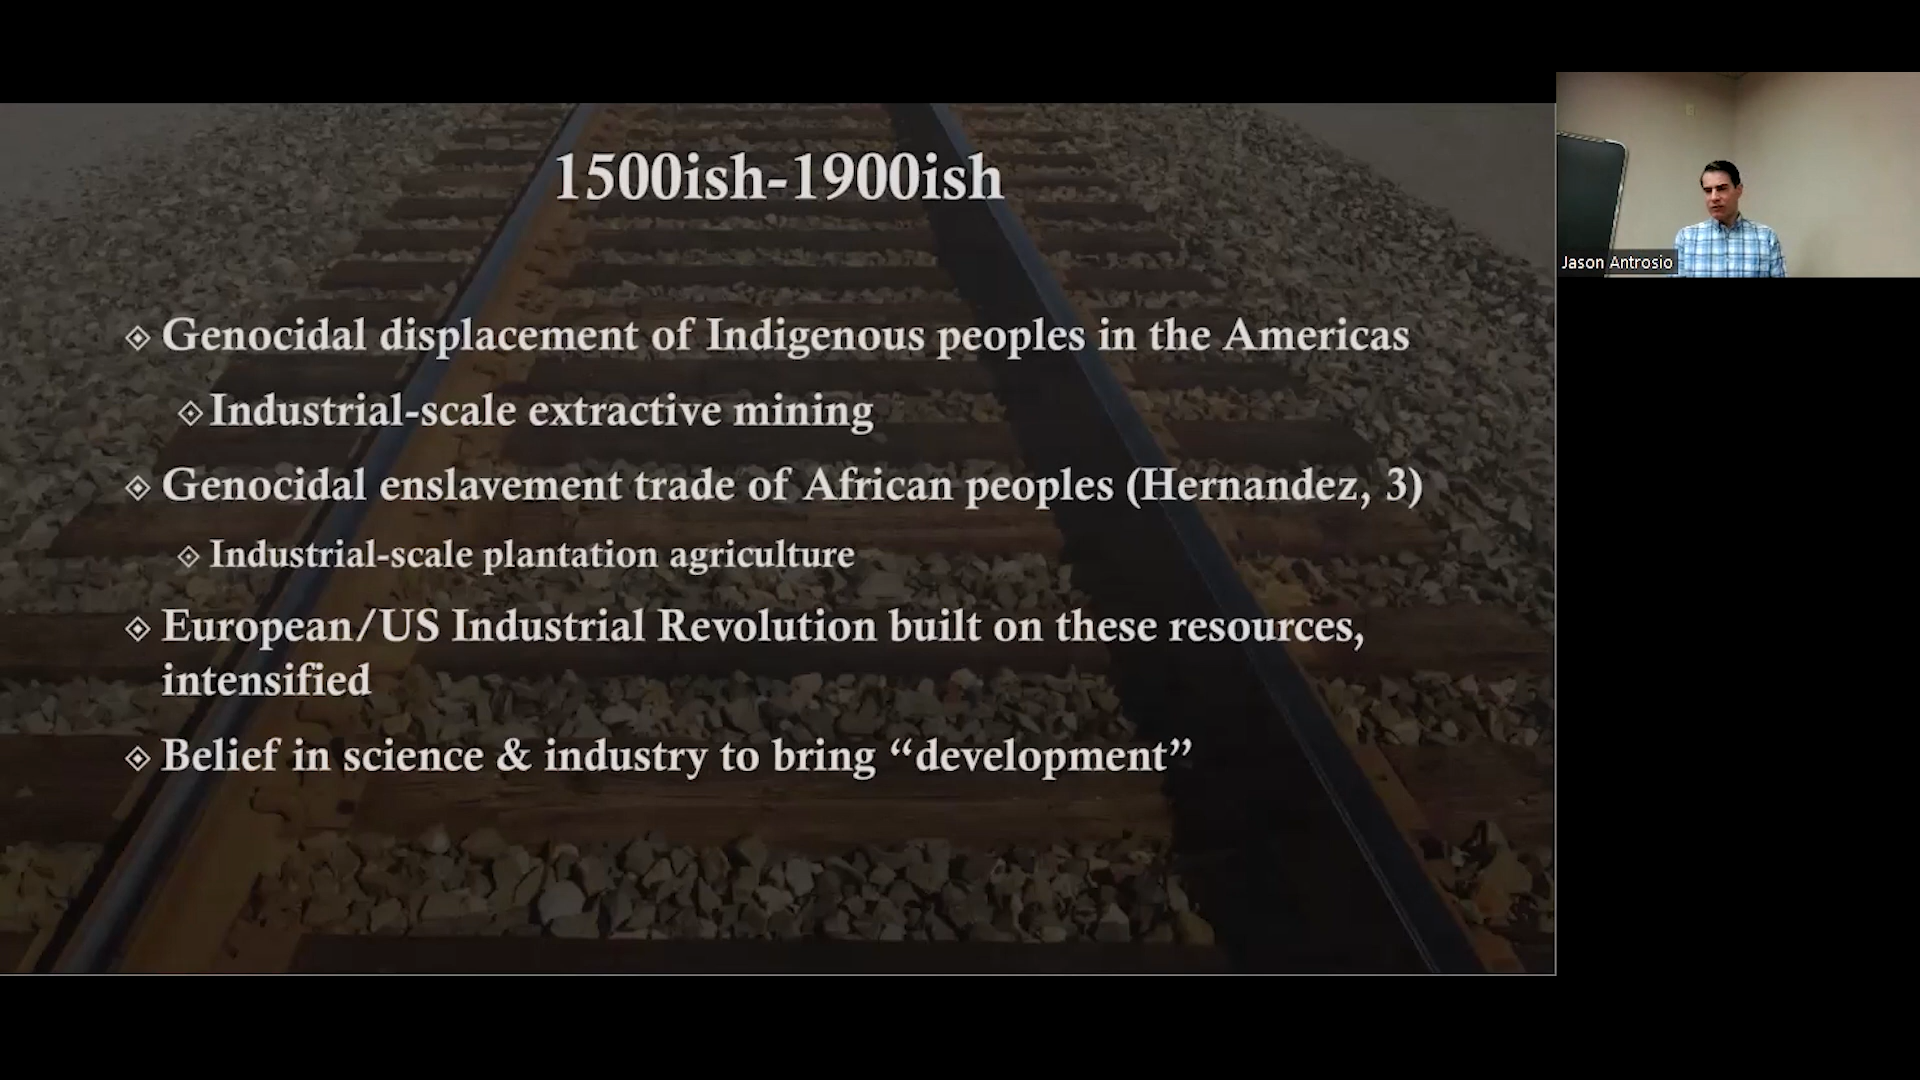 1500ish-1900ish
Genocidal displacement of Indigenous peoples in the Americas
Industrial-scale extractive mining
Genocidal enslavement trade of African peoples (Hernandez, 3)
Industrial-scale plantation agriculture
European/US Industrial Revolution built on these resources,
intensified
Belief in science & industry to bring “development”
Jason Antrosio